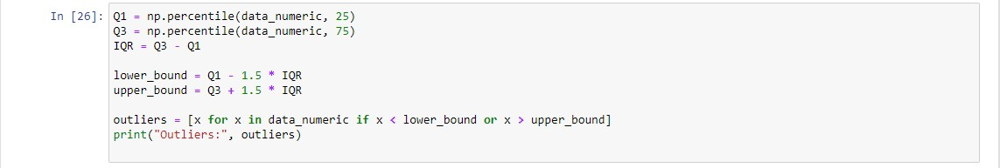 In [26]: Q1 = np.percentile(data_numeric, 25)
Q3 = np.percentile(data_numeric, 75)
IQR = Q3 - Q1
lower_bound = Q1 - 1.5 * IQR
upper_bound = Q3 + 1.5 * IQR
outliers = [x for x in data_numeric if x < lower_bound or x > upper_bound]
print("Outliers:", outliers)